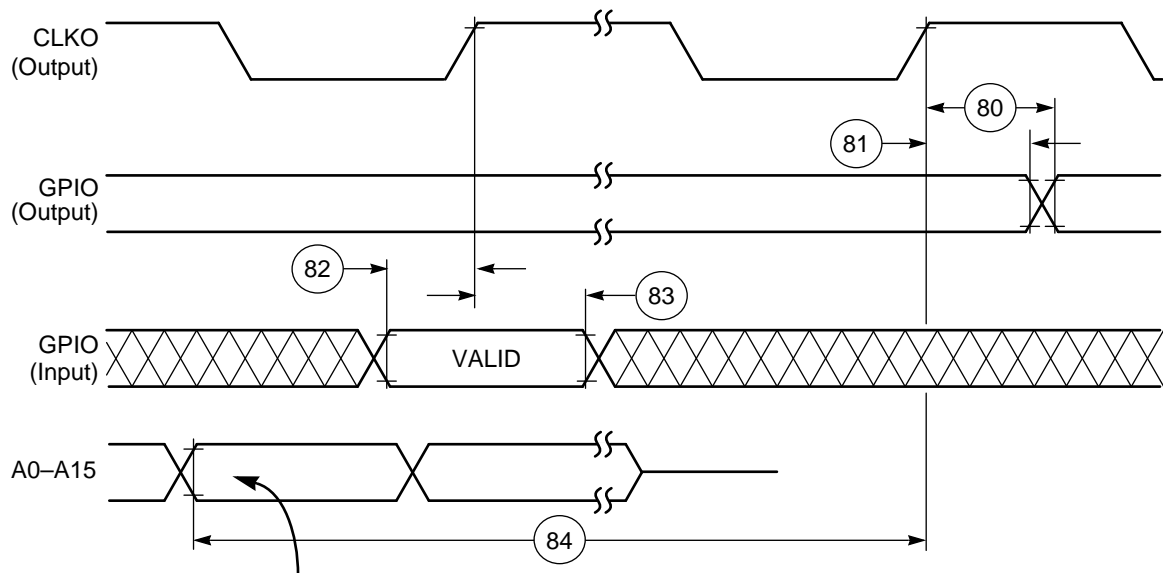 CLKO
(Output)
80
81
GPIO
(Output)
82
83
GPIO
(Input)
VALID
A0–A15
84